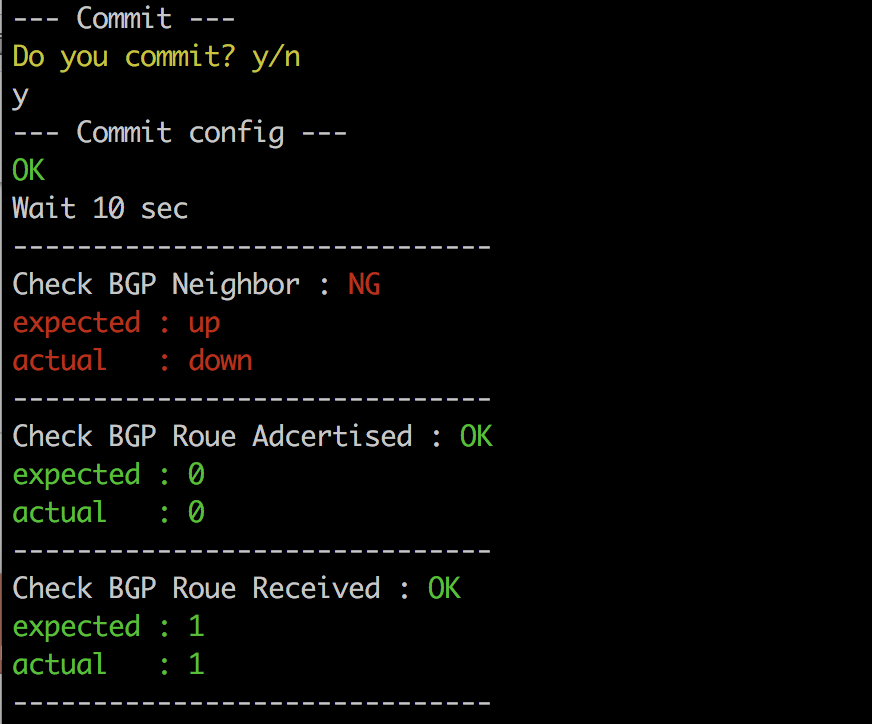 --- Commit ---
Do you commit? y/n
y
--- Commit config ---
OK
Wait 10 sec
------------------------------
Check BGP Neighbor : NG
expected : up
actual   : down
------------------------------
Check BGP Roue Adcertised : OK
expected : 0
actual   : 0
------------------------------
Check BGP Roue Received : OK
expected : 1
actual   : 1
------------------------------